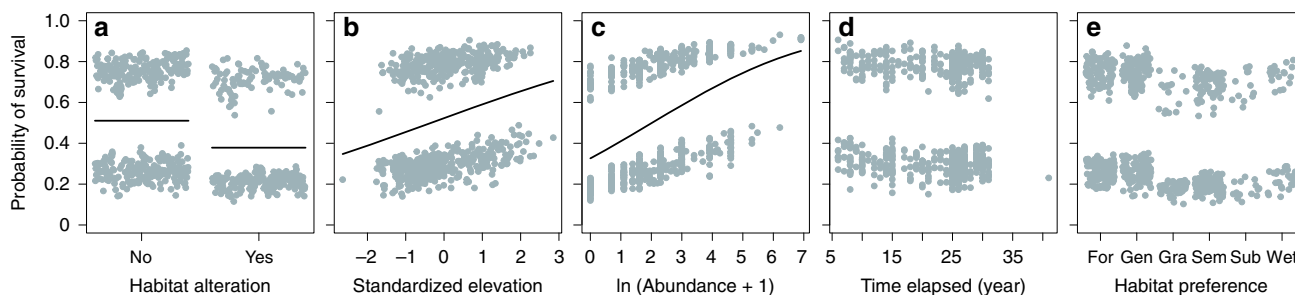 a b c d e
Probability of survival
1.0
0.8
0.6
0.4
0.2
0
No Yes
−2 −1 0 1 2 3
0 1 2 3 4 5 6 7
5 15 25 35
For Gen Gra Sem Sub Wet
Habitat alteration
Standardized elevation
ln (Abundance + 1)
Time elapsed (year)
Habitat preference